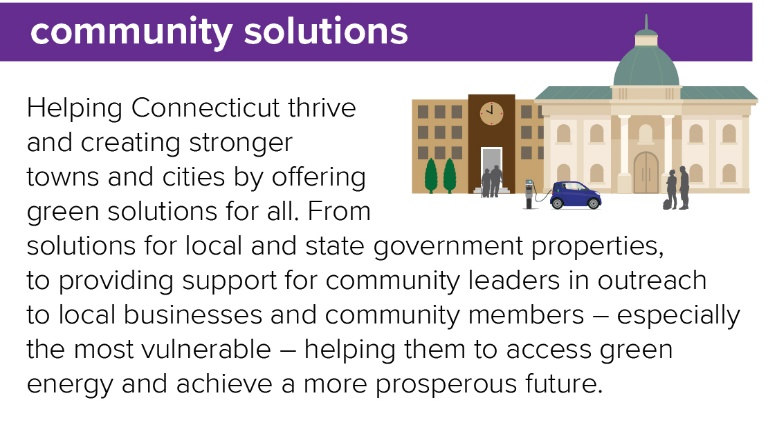 community solutions
Helping Connecticut thrive
and creating stronger
towns and cities by offering
green solutions for all. From
solutions for local and state government properties,
to providing support for community leaders in outreach
to local businesses and community members – especially
the most vulnerable – helping them to access green
energy and achieve a more prosperous future.